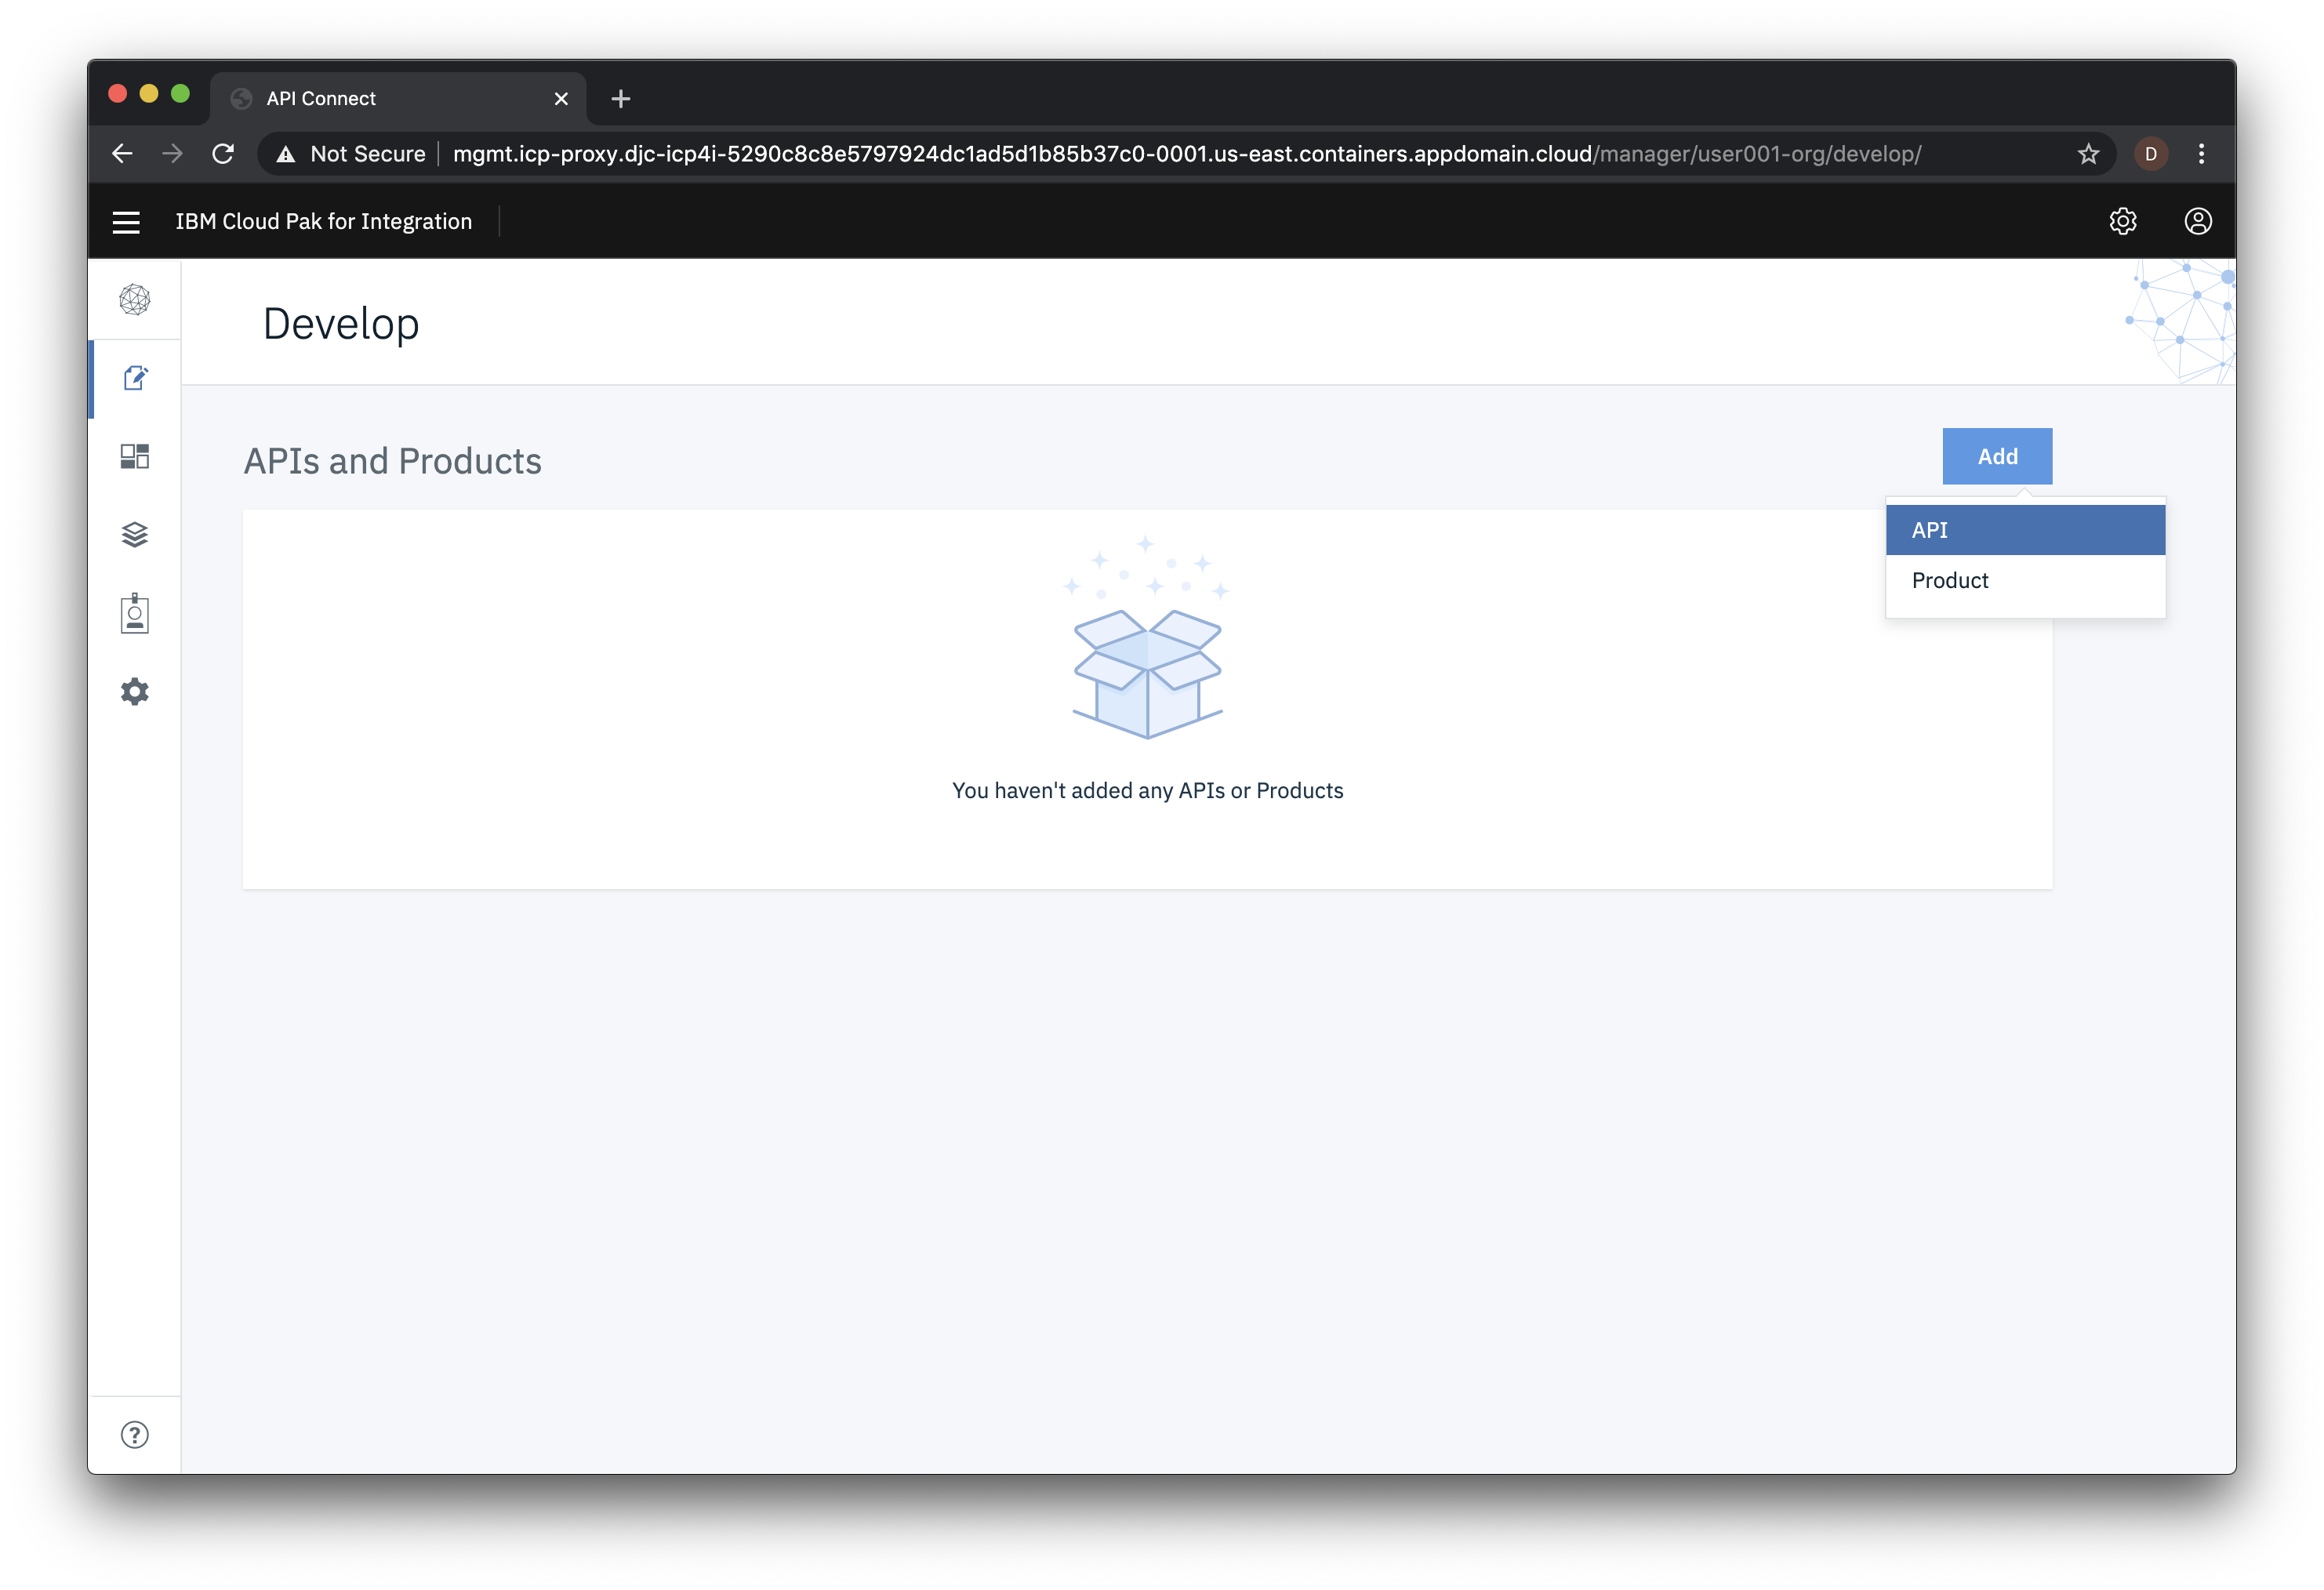 API Connect
Not Secure mgmt.icp-proxy.djc-icp4i-5290c8c8e5797924dc1ad5d1b85b37c0-0001.us-east.containers.appdomain.cloud/manager/user001-org/develop/
D
IBM Cloud Pak for Integration
Develop
APIs and Products
Add
API
Product
You haven't added any APIs or Products
?